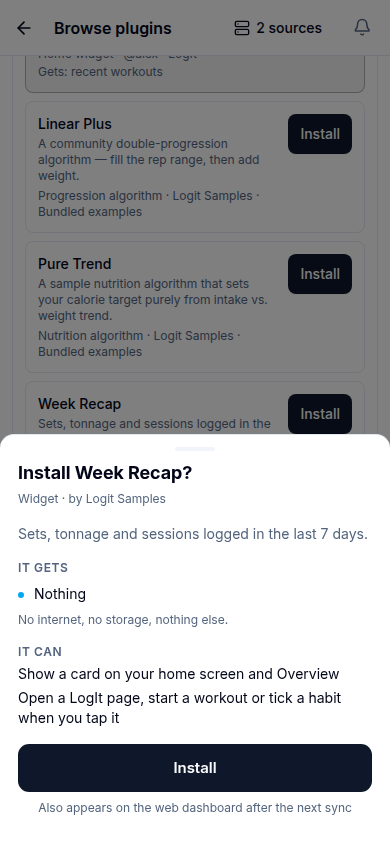 Browse plugins
2 sources
Gets: recent workouts
Linear Plus
Install
A community double-progression
algorithm — fill the rep range, then add
weight.
Progression algorithm · Logit Samples ·
Bundled examples
Pure Trend
Install
A sample nutrition algorithm that sets
your calorie target purely from intake vs.
weight trend.
Nutrition algorithm · Logit Samples ·
Bundled examples
Week Recap
Install
Sets, tonnage and sessions logged in the
Install Week Recap?
Widget · by Logit Samples
Sets, tonnage and sessions logged in the last 7 days.
IT GETS
Nothing
No internet, no storage, nothing else.
IT CAN
Show a card on your home screen and Overview
Open a LogIt page, start a workout or tick a habit
when you tap it
Install
Also appears on the web dashboard after the next sync